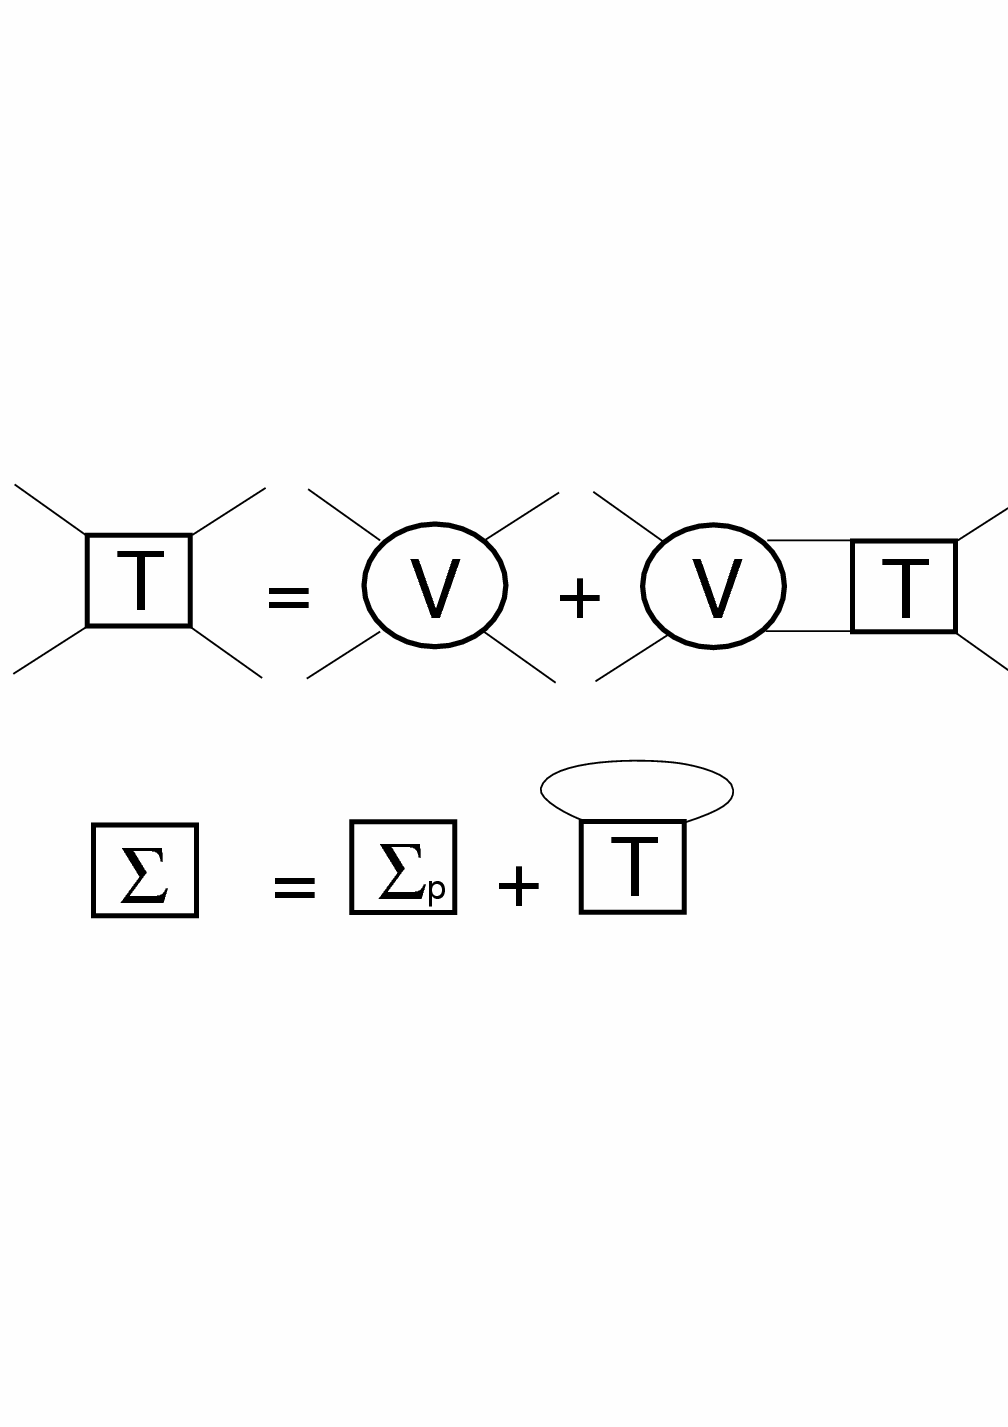 T = V + V T
Σ = Σp + T